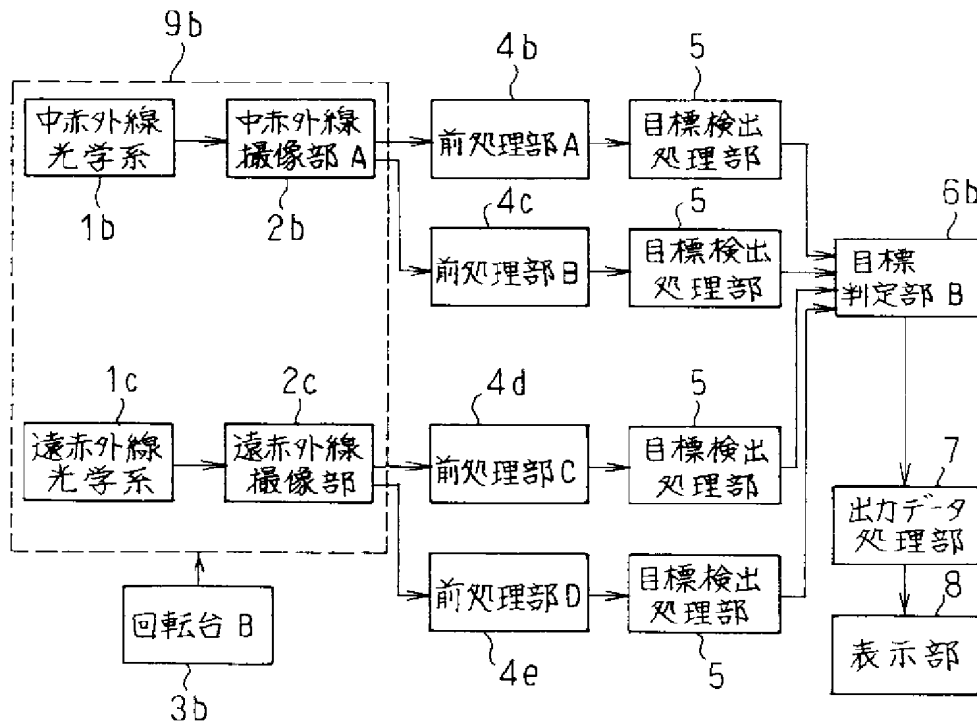 9b
4b
5
中赤外線
光学系
中赤外線
撮像部 A
前処理部 A
目標検出
処理部
1b
2b
4c
5
6b
前処理部 B
目標検出
処理部
目標
判定部 B
1c
2c
4d
5
遠赤外線
光学系
遠赤外線
撮像部
前処理部 C
目標検出
処理部
7
出力データ
処理部
前処理部 D
目標検出
処理部
回転台 B
8
4e
5
表示部
3b